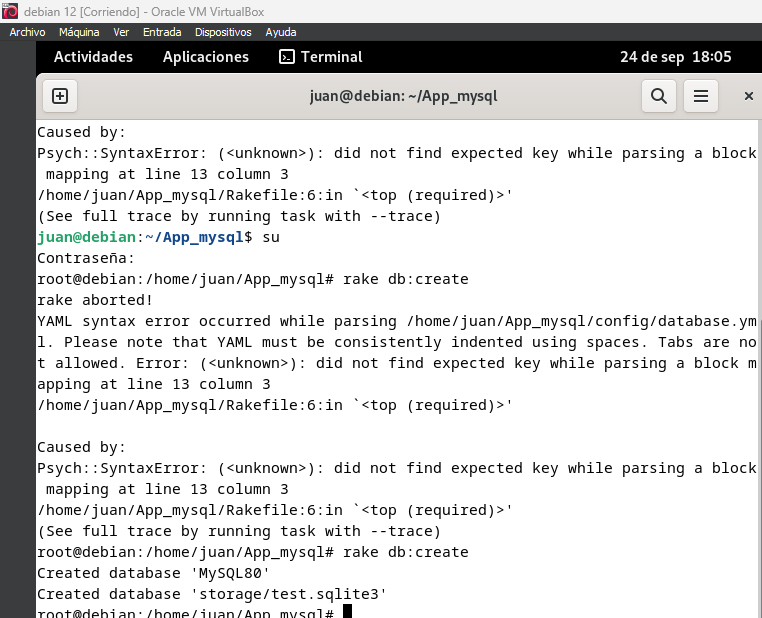 debian 12 [Corriendo] - Oracle VM VirtualBox
Archivo Máquina Ver Entrada Dispositivos Ayuda
Actividades Aplicaciones Terminal 24 de sep 18:05
juan@debian: ~/App_mysql
Caused by:
Psych::SyntaxError: (<unknown>): did not find expected key while parsing a block
 mapping at line 13 column 3
/home/juan/App_mysql/Rakefile:6:in `<top (required)>'
(See full trace by running task with --trace)
juan@debian:~/App_mysql$ su
Contraseña:
root@debian:/home/juan/App_mysql# rake db:create
rake aborted!
YAML syntax error occurred while parsing /home/juan/App_mysql/config/database.ym
l. Please note that YAML must be consistently indented using spaces. Tabs are no
t allowed. Error: (<unknown>): did not find expected key while parsing a block m
apping at line 13 column 3
/home/juan/App_mysql/Rakefile:6:in `<top (required)>'
Caused by:
Psych::SyntaxError: (<unknown>): did not find expected key while parsing a block
 mapping at line 13 column 3
/home/juan/App_mysql/Rakefile:6:in `<top (required)>'
(See full trace by running task with --trace)
root@debian:/home/juan/App_mysql# rake db:create
Created database 'MySQL80'
Created database 'storage/test.sqlite3'
root@debian:/home/juan/App_mysql#